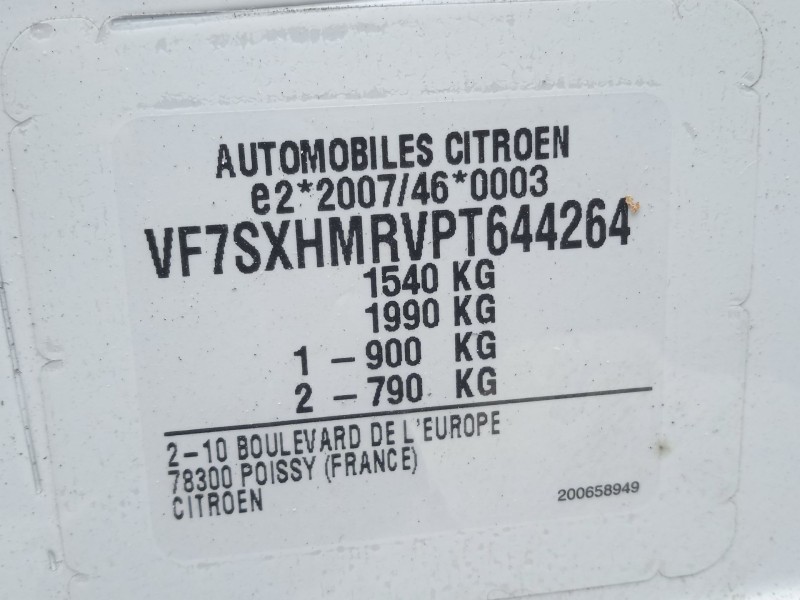 AUTOMOBILES CITROEN
e2*2007/46*0003
VF7SXHMRVPT644264
1540 KG
1990 KG
1 - 900 KG
2 - 790 KG
2-10 BOULEVARD DE L'EUROPE
78300 POISSY (FRANCE)
CITROEN
200658949